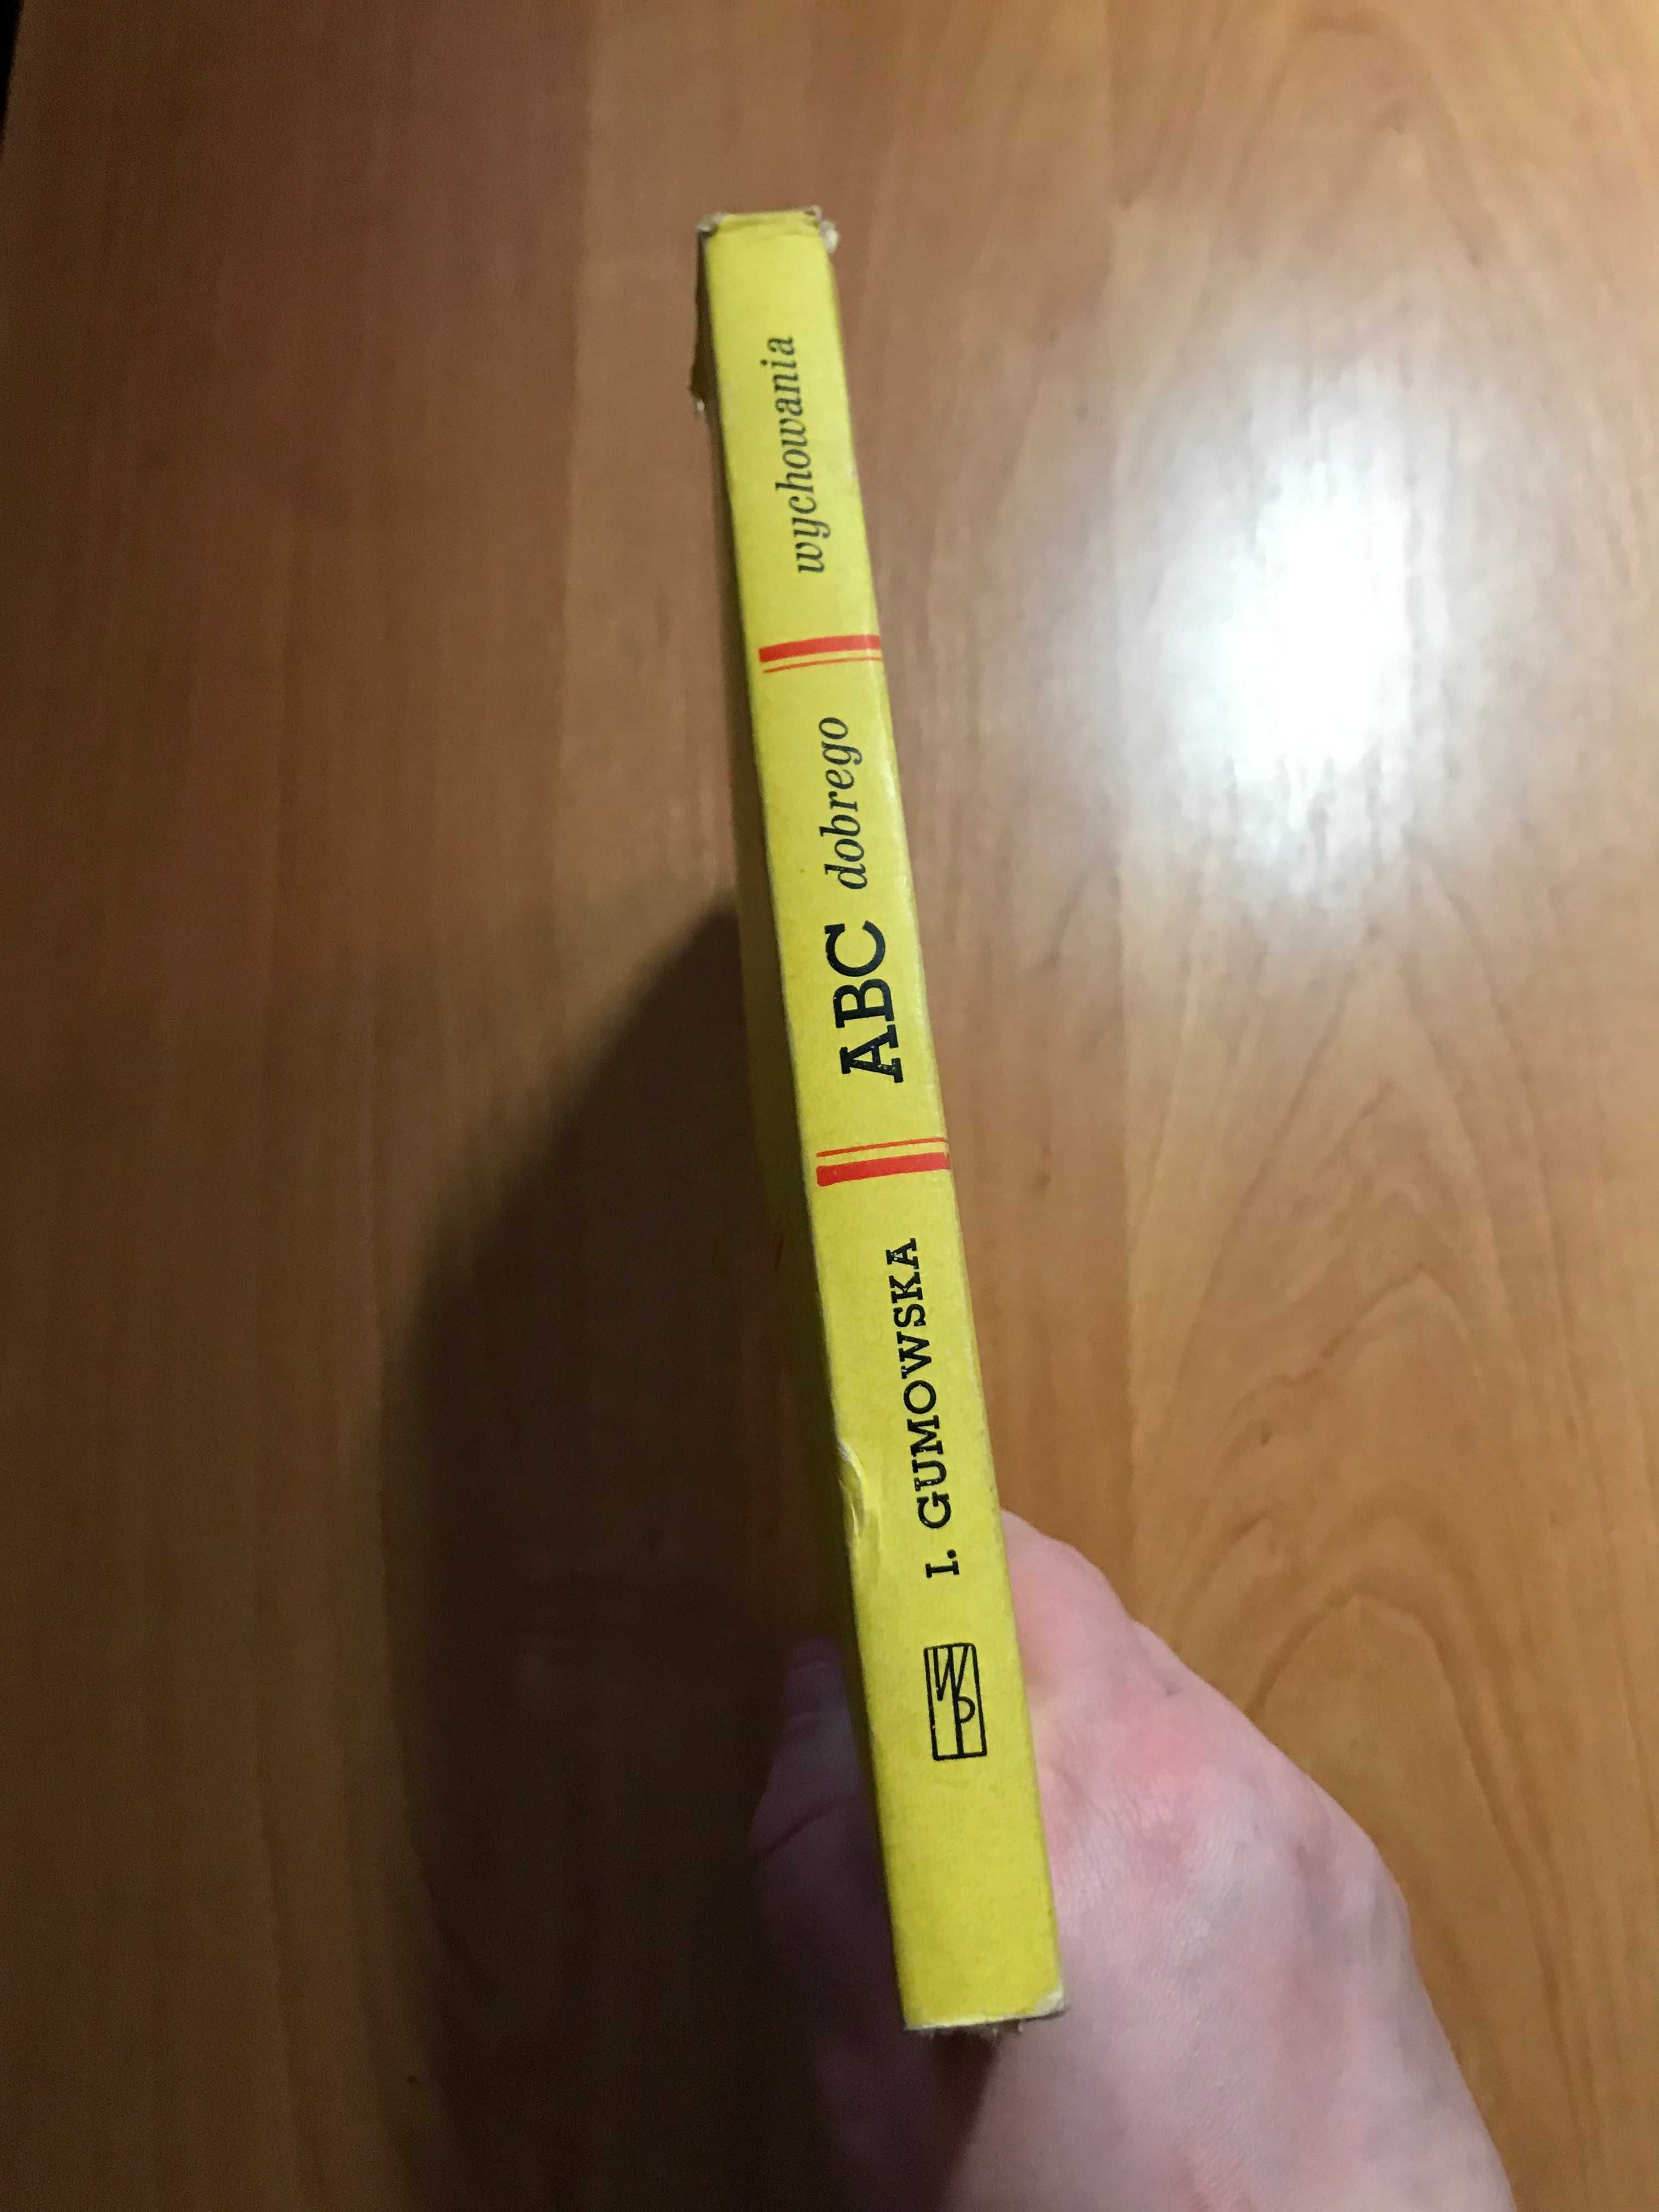 WP
I. GUMOWSKA
ABC dobrego
wychowania